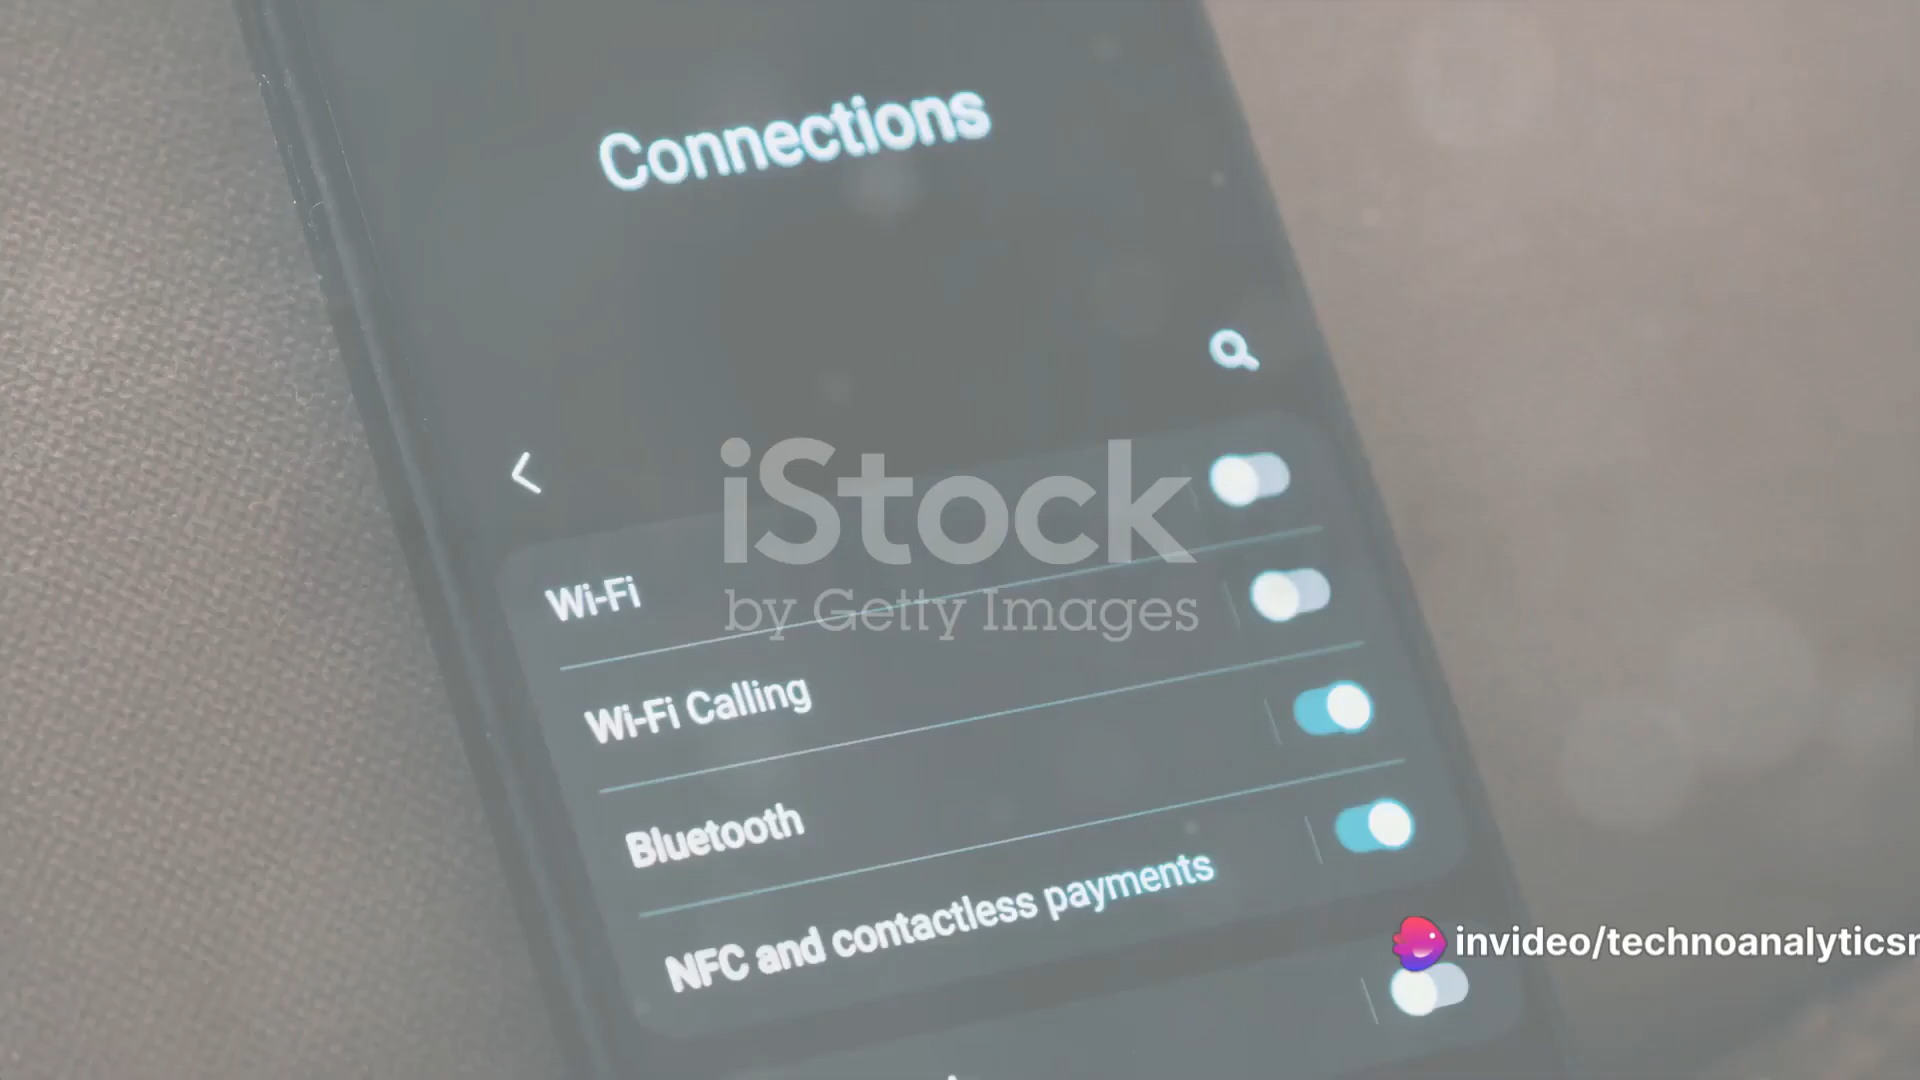 Connections
iStock
by Getty Images
Wi-Fi
Wi-Fi Calling
Bluetooth
NFC and contactless payments
invideo/technoanalyticsr